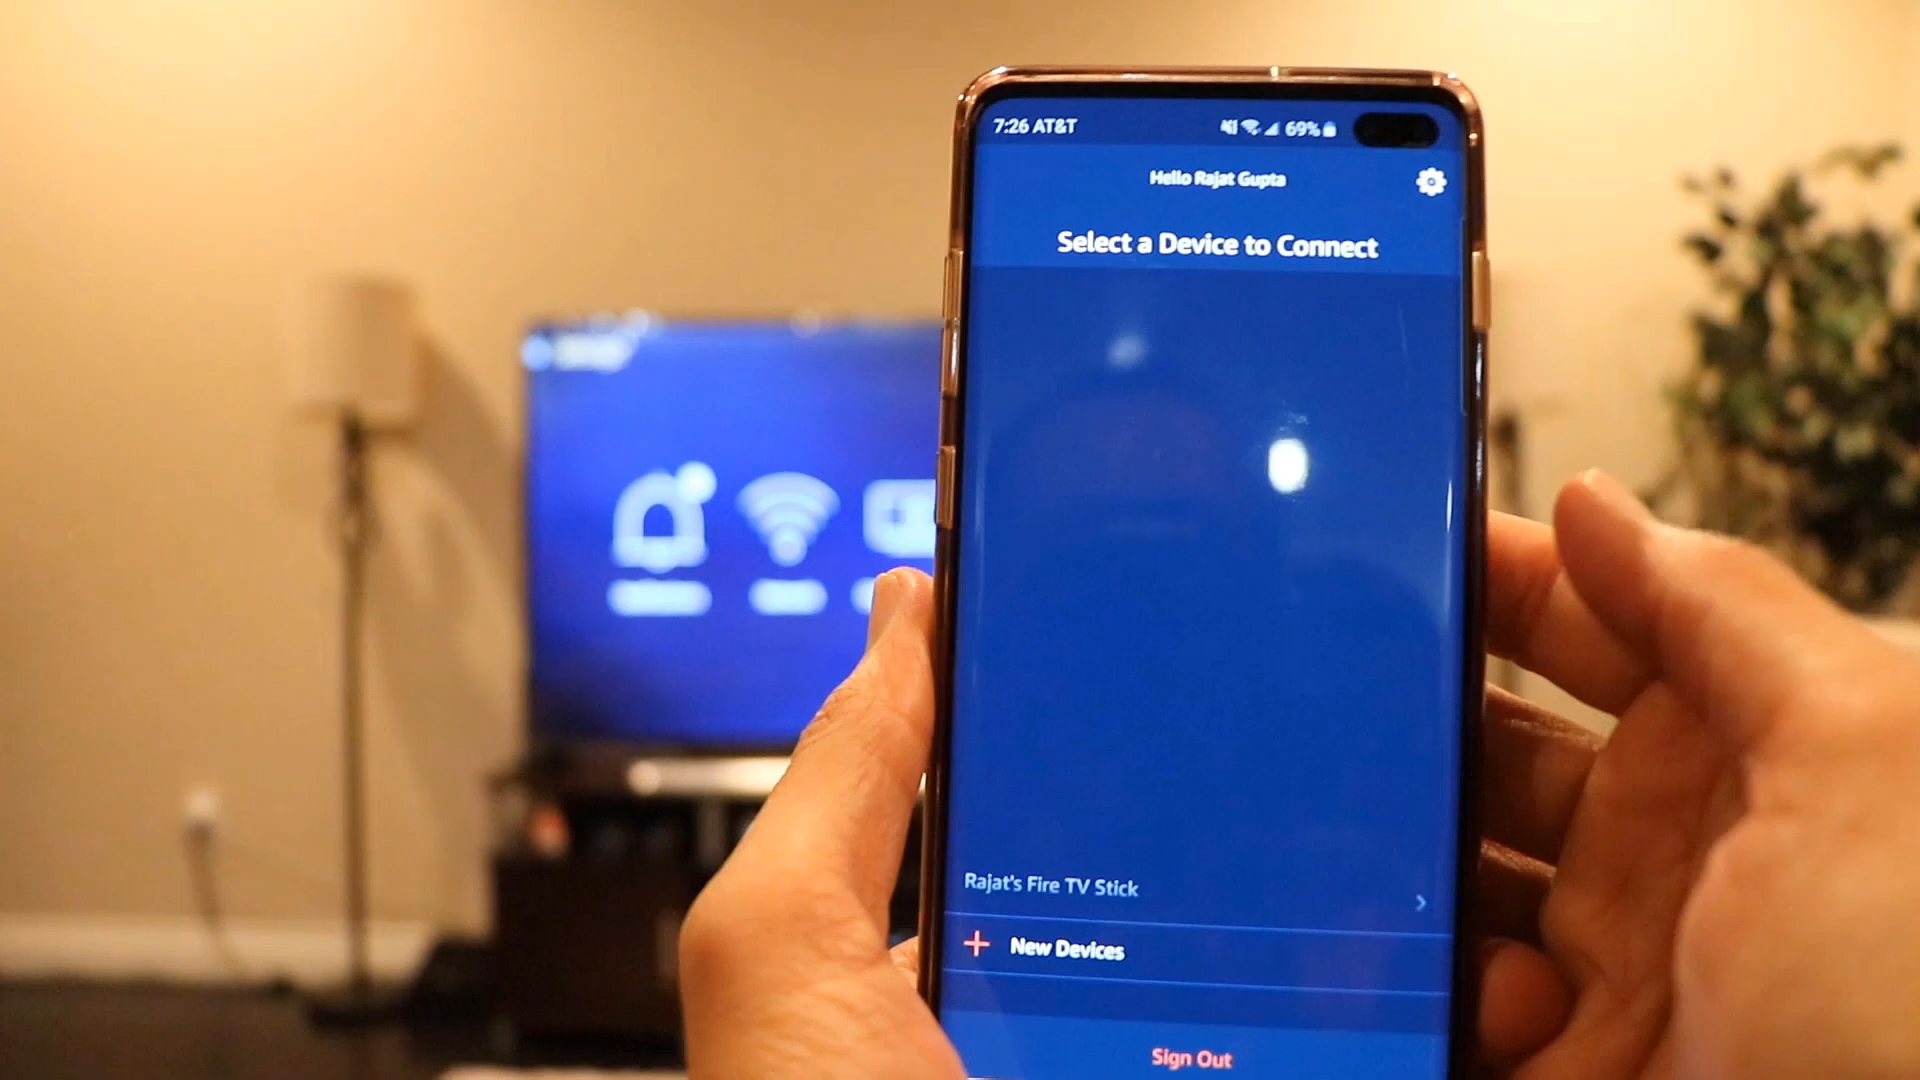 7:26 AT&T 69%
Hello Rajat Gupta
Select a Device to Connect
Rajat's Fire TV Stick
New Devices
Sign Out